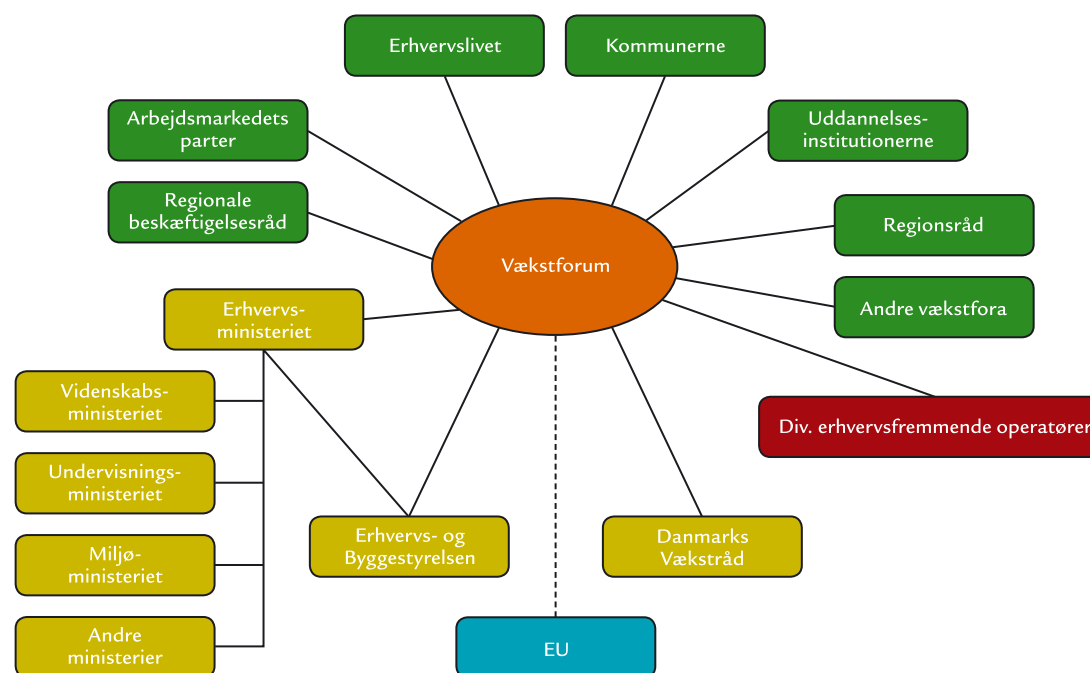 Erhvervslivet
Kommunerne
Arbejdsmarkedets
parter
Uddannelses-
institutionerne
Regionale
beskæftigelsesråd
Regionsråd
Vækstforum
Erhvervs-
ministeriet
Andre vækstfora
Videnskabs-
ministeriet
Div. erhvervsfremmende operatører
Undervisnings-
ministeriet
Erhvervs- og
Byggestyrelsen
Danmarks
Vækstråd
Miljø-
ministeriet
Andre
ministerier
EU